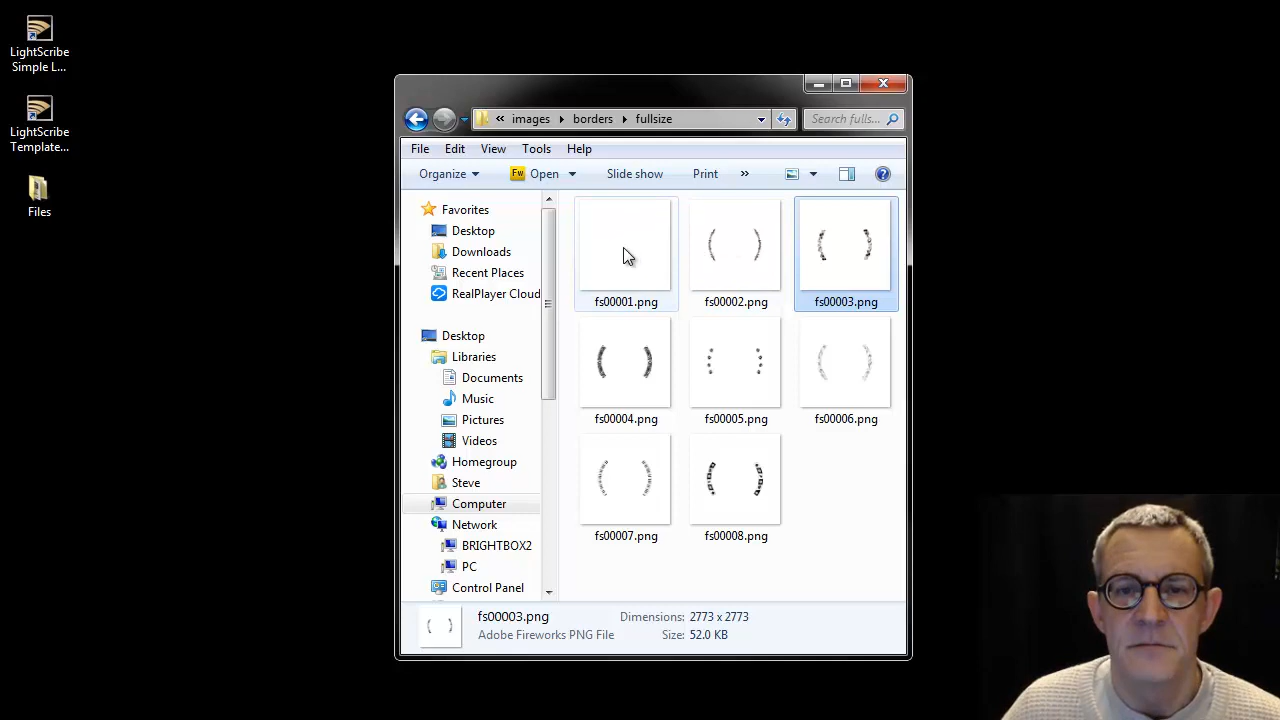 LightScribe
Simple L...
LightScribe
Template...
Files
« images borders fullsize
Search fulls...
File Edit View Tools Help
Organize Fw Open Slide show Print »
Favorites
Desktop
Downloads
Recent Places
RealPlayer Cloud
Desktop
Libraries
Documents
Music
Pictures
Videos
Homegroup
Steve
Computer
Network
BRIGHTBOX2
PC
Control Panel
fs00001.png fs00002.png fs00003.png
fs00004.png fs00005.png fs00006.png
fs00007.png fs00008.png
fs00003.png Dimensions: 2773 x 2773
Adobe Fireworks PNG File Size: 52.0 KB